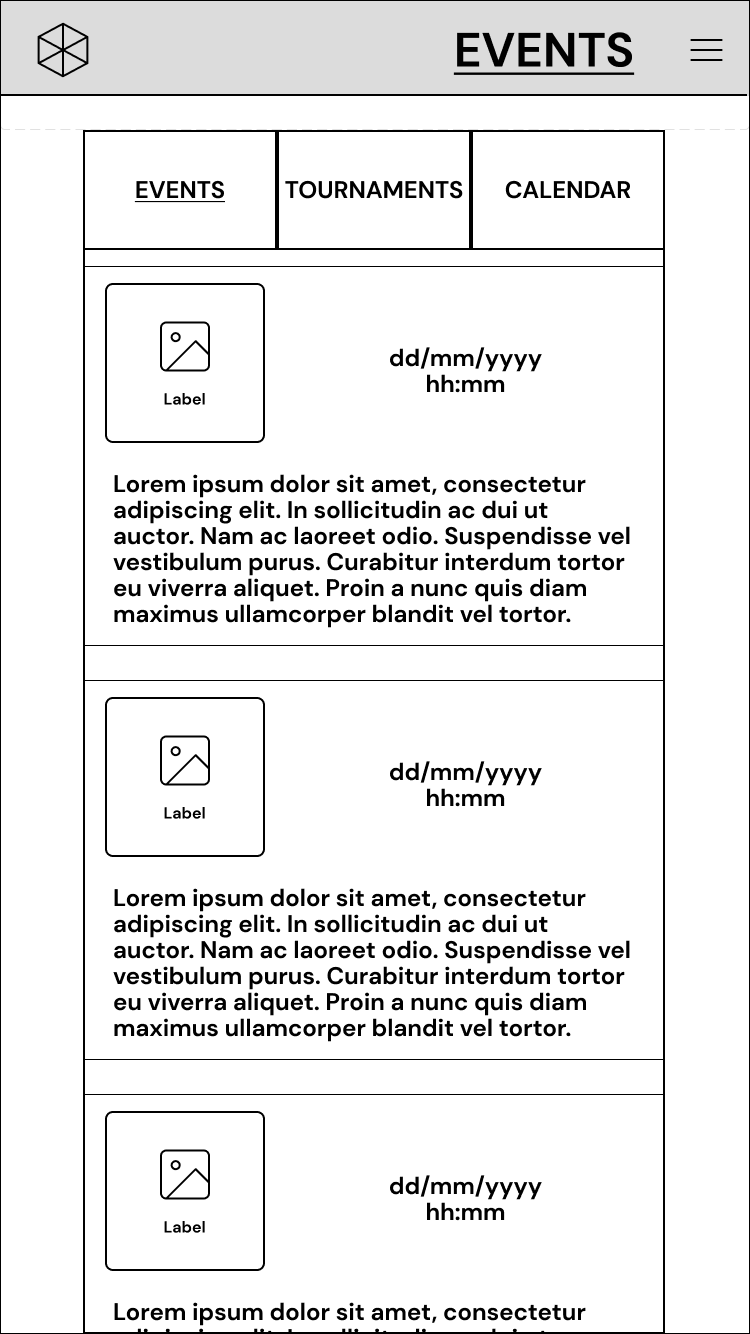 EVENTS
EVENTS TOURNAMENTS CALENDAR
dd/mm/yyyy
hh:mm
Label
Lorem ipsum dolor sit amet, consectetur
adipiscing elit. In sollicitudin ac dui ut
auctor. Nam ac laoreet odio. Suspendisse vel
vestibulum purus. Curabitur interdum tortor
eu viverra aliquet. Proin a nunc quis diam
maximus ullamcorper blandit vel tortor.
dd/mm/yyyy
hh:mm
Label
Lorem ipsum dolor sit amet, consectetur
adipiscing elit. In sollicitudin ac dui ut
auctor. Nam ac laoreet odio. Suspendisse vel
vestibulum purus. Curabitur interdum tortor
eu viverra aliquet. Proin a nunc quis diam
maximus ullamcorper blandit vel tortor.
dd/mm/yyyy
hh:mm
Label
Lorem ipsum dolor sit amet, consectetur